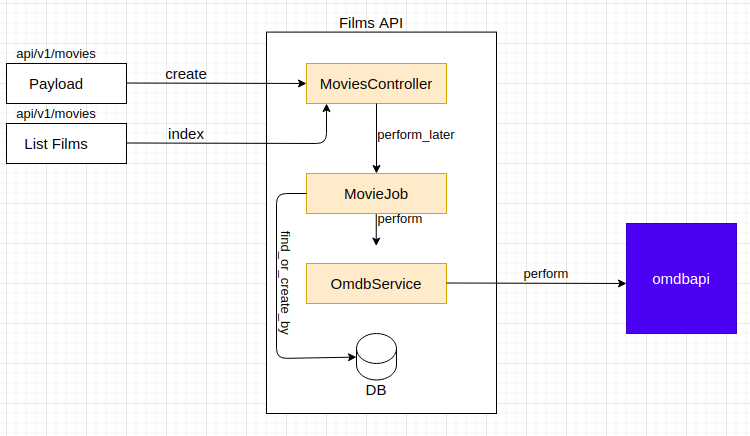 Films API
api/v1/movies
Payload
create
MoviesController
api/v1/movies
List Films
index
perform_later
MovieJob
perform
find_or_create_by
OmdbService
perform
omdbapi
DB